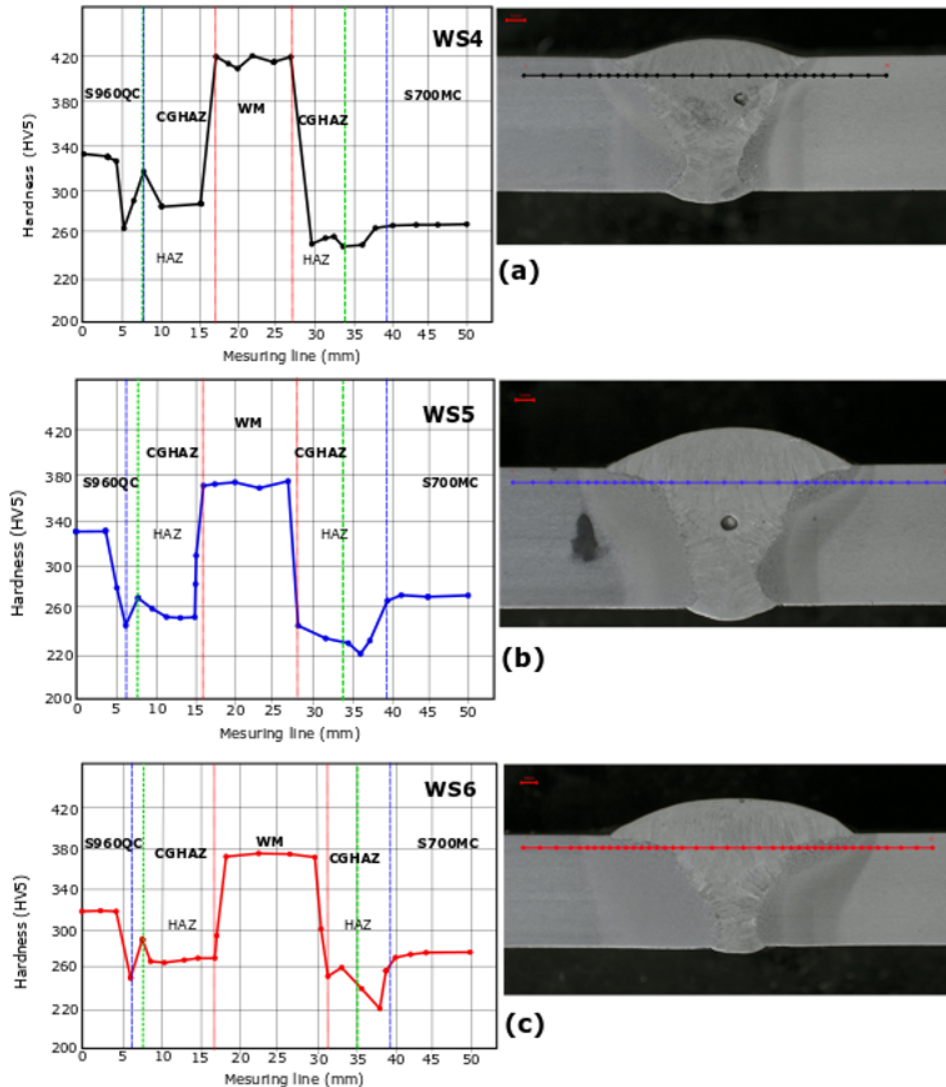 WS4
420
S960QC
S700MC
380
CGHAZ
WM
CGHAZ
340
300
260
HAZ
HAZ
220
200
0 5 10 15 20 25 30 35 40 45 50
Mesuring line (mm)
Hardness (HV5)
(a)
WS5
WM
420
CGHAZ
CGHAZ
380
S960QC
S700MC
340
HAZ
HAZ
300
260
220
200
0 5 10 15 20 25 30 35 40 45 50
Mesuring line (mm)
Hardness (HV5)
(b)
WS6
420
S960QC
WM
S700MC
380
CGHAZ
CGHAZ
340
HAZ
HAZ
300
260
220
200
0 5 10 15 20 25 30 35 40 45 50
Mesuring line (mm)
Hardness (HV5)
(c)